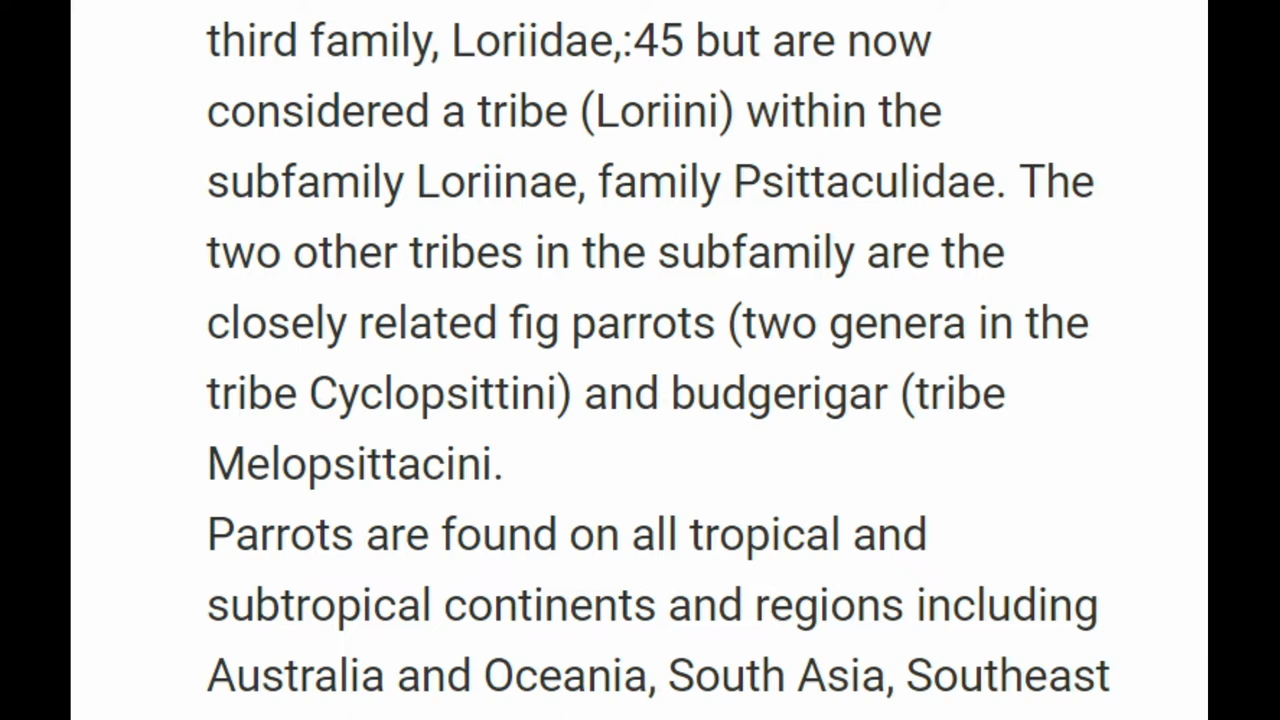 third family, Loriidae,:45 but are now
considered a tribe (Loriini) within the
subfamily Loriinae, family Psittaculidae. The
two other tribes in the subfamily are the
closely related fig parrots (two genera in the
tribe Cyclopsittini) and budgerigar (tribe
Melopsittacini.
Parrots are found on all tropical and
subtropical continents and regions including
Australia and Oceania, South Asia, Southeast